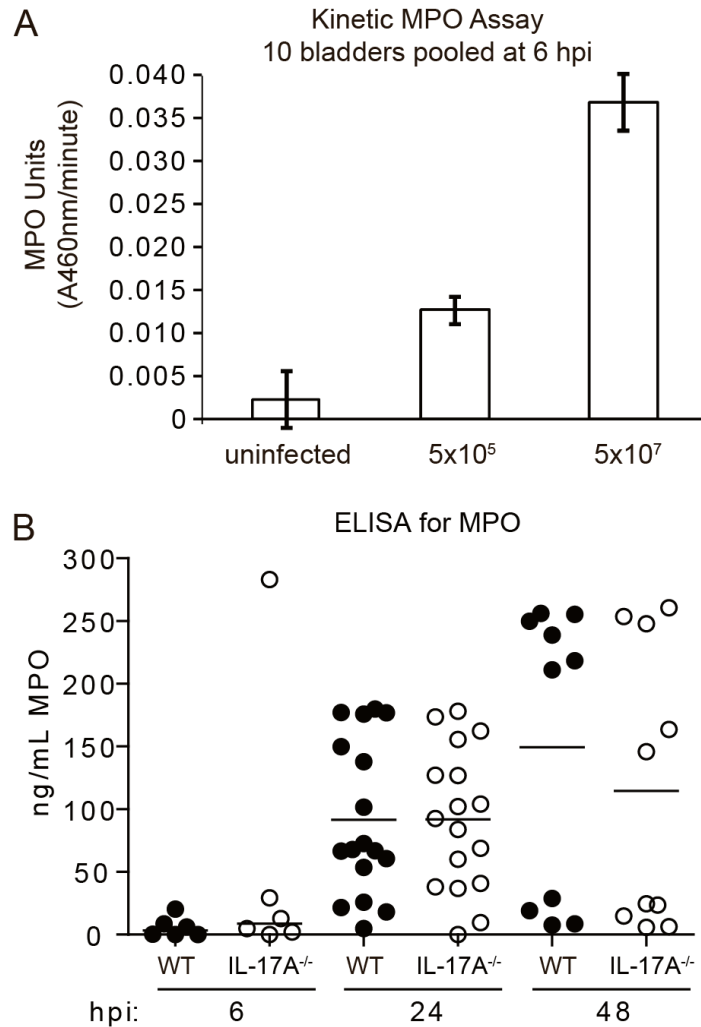 A
Kinetic MPO Assay
10 bladders pooled at 6 hpi
MPO Units
(A460nm/minute)
0.040
0.035
0.030
0.025
0.020
0.015
0.010
0.005
0
uninfected 5x10⁵ 5x10⁷
B
ELISA for MPO
ng/mL MPO
300
250
200
150
100
50
0
WT IL-17A⁻/⁻ WT IL-17A⁻/⁻ WT IL-17A⁻/⁻
hpi: 6 24 48